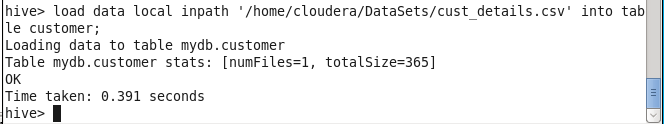 hive> load data local inpath '/home/cloudera/DataSets/cust_details.csv' into tab
le customer;
Loading data to table mydb.customer
Table mydb.customer stats: [numFiles=1, totalSize=365]
OK
Time taken: 0.391 seconds
hive>